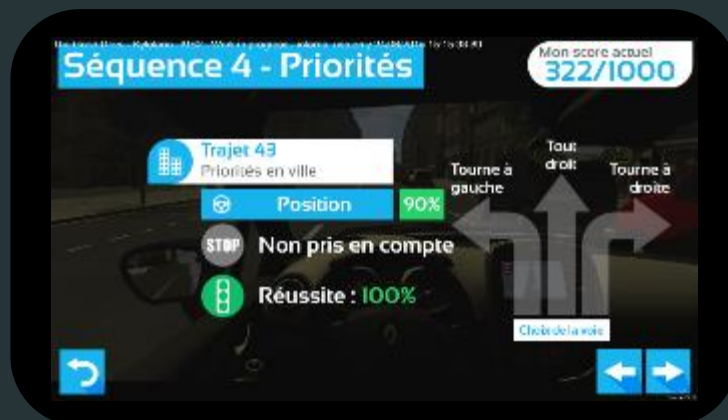 Séquence 4 - Priorités
Mon score actuel
322/1000
Trajet 43
Priorités en ville
Position 90%
STOP Non pris en compte
Réussite : 100%
Tourne à
gauche
Tout
droit
Tourne à
droite
Choix de la voie